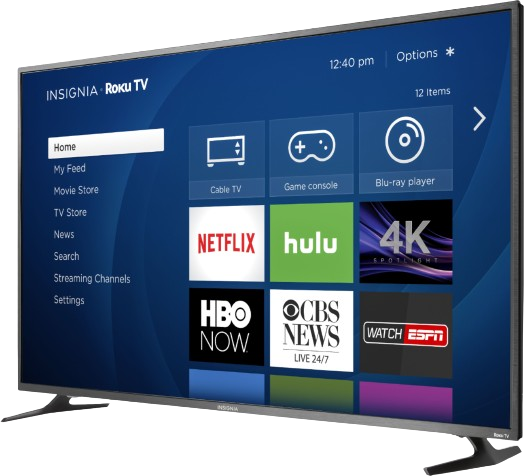 12:40 pm
Options *
INSIGNIA • Roku TV
12 Items
Home
My Feed
Movie Store
TV Store
News
Search
Streaming Channels
Settings
Cable TV
Game console
Blu-ray player
NETFLIX
hulu
4K
SPOTLIGHT
HBO
NOW
CBS
NEWS
LIVE 24/7
WATCH ESPN
INSIGNIA
Roku TV